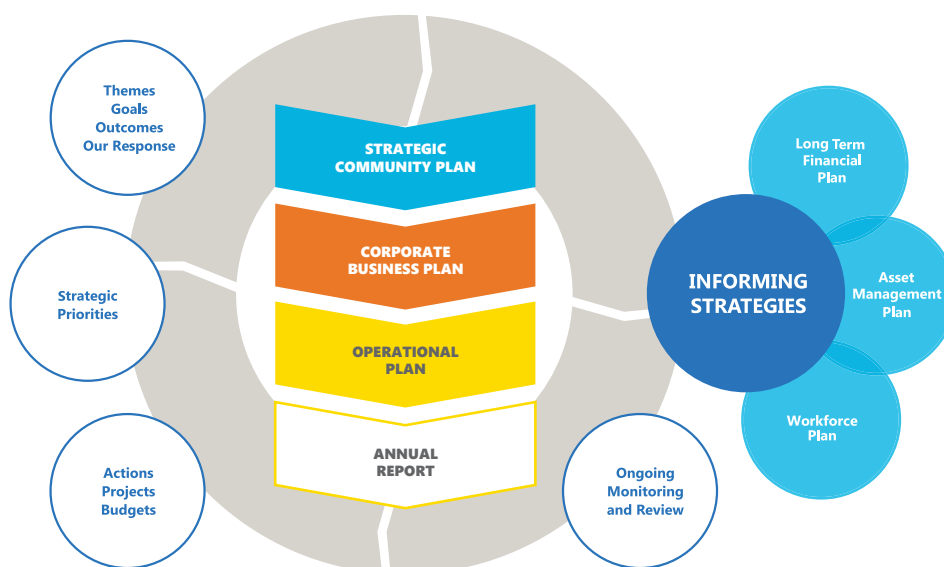 Themes
Goals
Outcomes
Our Response
Strategic
Priorities
Actions
Projects
Budgets
STRATEGIC
COMMUNITY PLAN
CORPORATE
BUSINESS PLAN
OPERATIONAL
PLAN
ANNUAL
REPORT
Ongoing
Monitoring
and Review
INFORMING
STRATEGIES
Long Term
Financial
Plan
Asset
Management
Plan
Workforce
Plan